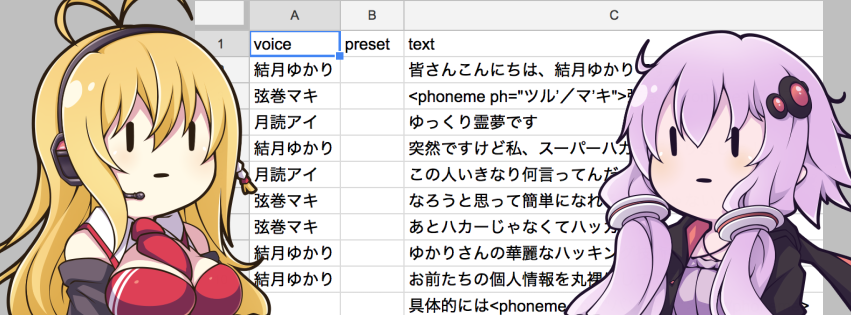 A B C
1 voice preset text
結月ゆかり 皆さんこんにちは、結月ゆかり
弦巻マキ <phoneme ph="ツル'／マ'キ">
月読アイ ゆっくり霊夢です
結月ゆかり 突然ですけど私、スーパーハカ
月読アイ この人いきなり何言ってんだ
弦巻マキ なろうと思って簡単になれ
弦巻マキ あとハカーじゃなくてハッカ
結月ゆかり ゆかりさんの華麗なハッキン
結月ゆかり お前たちの個人情報を丸裸
具体的には<phoneme